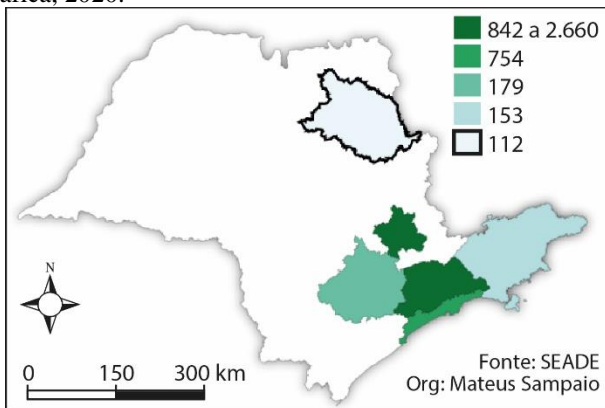 842 a 2.660
754
179
153
112
N
0 150 300 km
Fonte: SEADE
Org: Mateus Sampaio